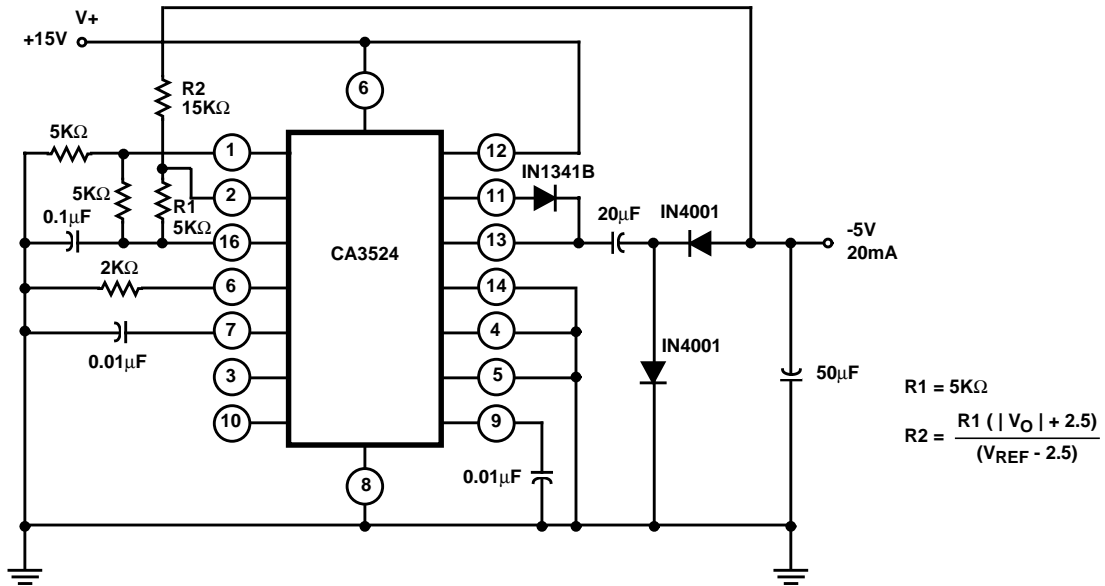 V+
+15V
R2
15KΩ
6
5KΩ
1
12
IN1341B
5KΩ
2
R1
5KΩ
11
20µF
IN4001
0.1µF
16
CA3524
13
-5V
20mA
2KΩ
6
14
0.01µF
7
4
IN4001
3
5
50µF
R1 = 5KΩ
10
9
R2 = R1 ( | VO | + 2.5)
(VREF - 2.5)
0.01µF
8